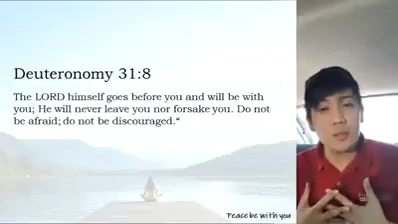 Deuteronomy 31:8
The LORD himself goes before you and will be with
you; He will never leave you nor forsake you. Do not
be afraid; do not be discouraged.“
Peace be with you